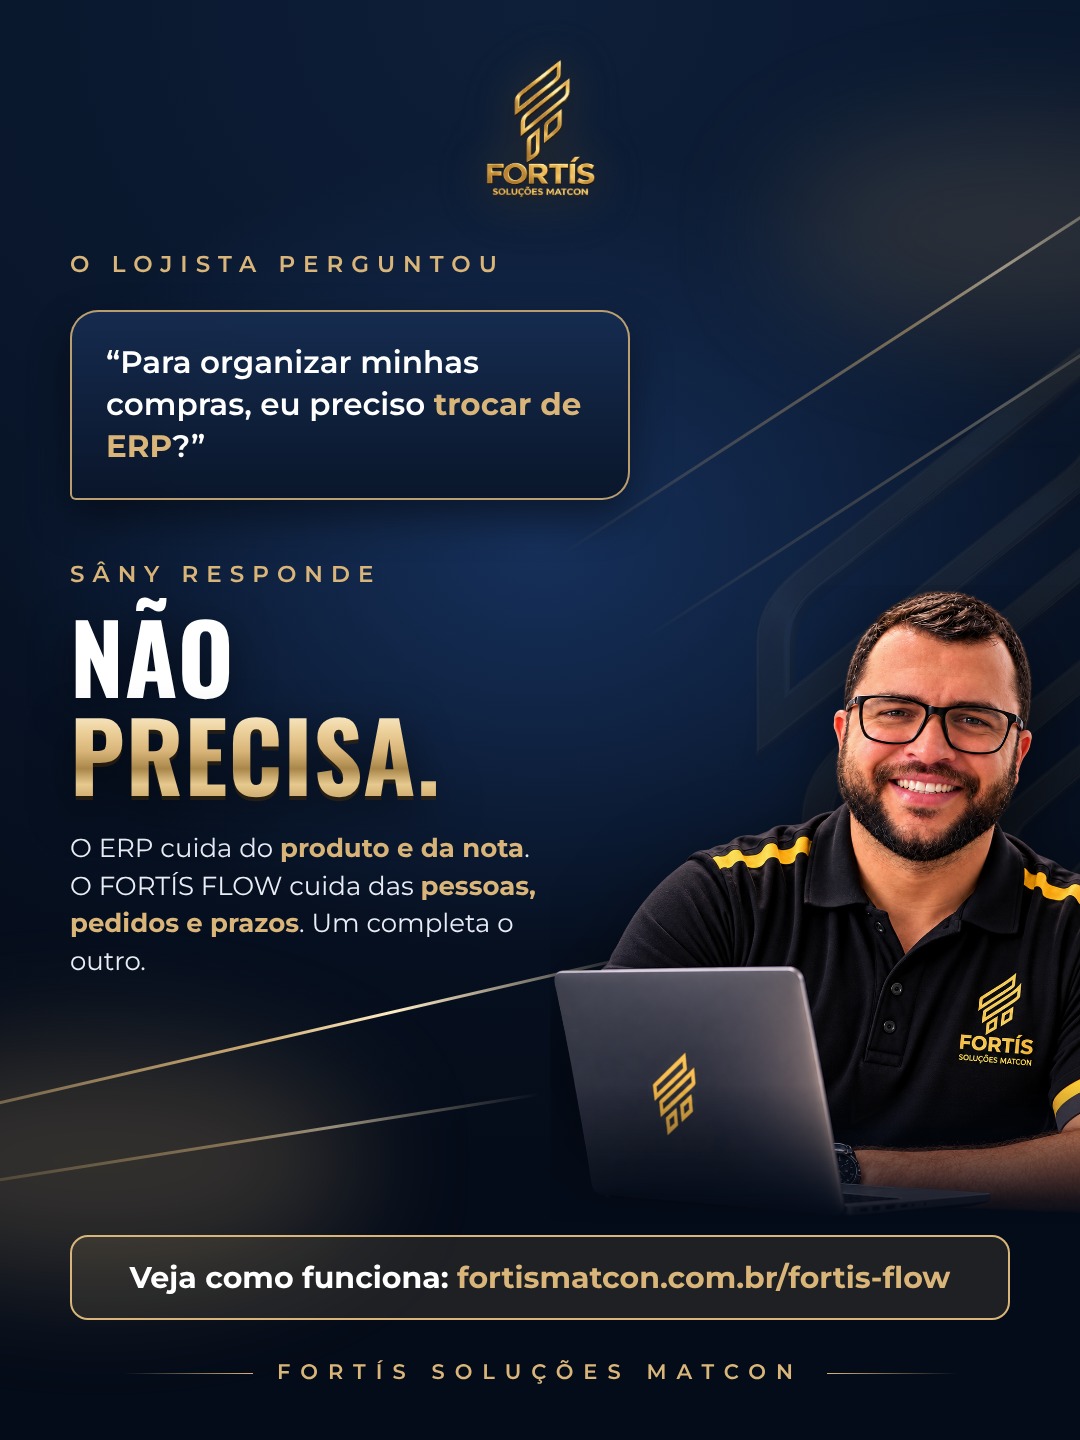 FORTÍS
SOLUÇÕES MATCON
O LOJISTA PERGUNTOU
“Para organizar minhas
compras, eu preciso trocar de
ERP?”
SÂNY RESPONDE
NÃO
PRECISA.
O ERP cuida do produto e da nota.
O FORTÍS FLOW cuida das pessoas,
pedidos e prazos. Um completa o
outro.
FORTÍS
SOLUÇÕES MATCON
Veja como funciona: fortismatcon.com.br/fortis-flow
FORTÍS SOLUÇÕES MATCON